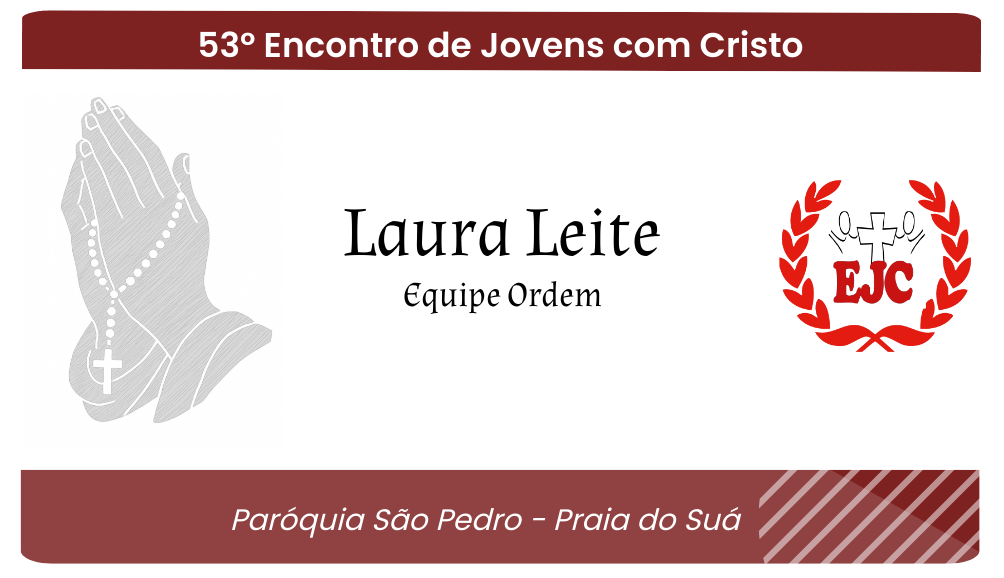 53º Encontro de Jovens com Cristo
Laura Leite
Equipe Ordem
EJC
Paróquia São Pedro - Praia do Suá